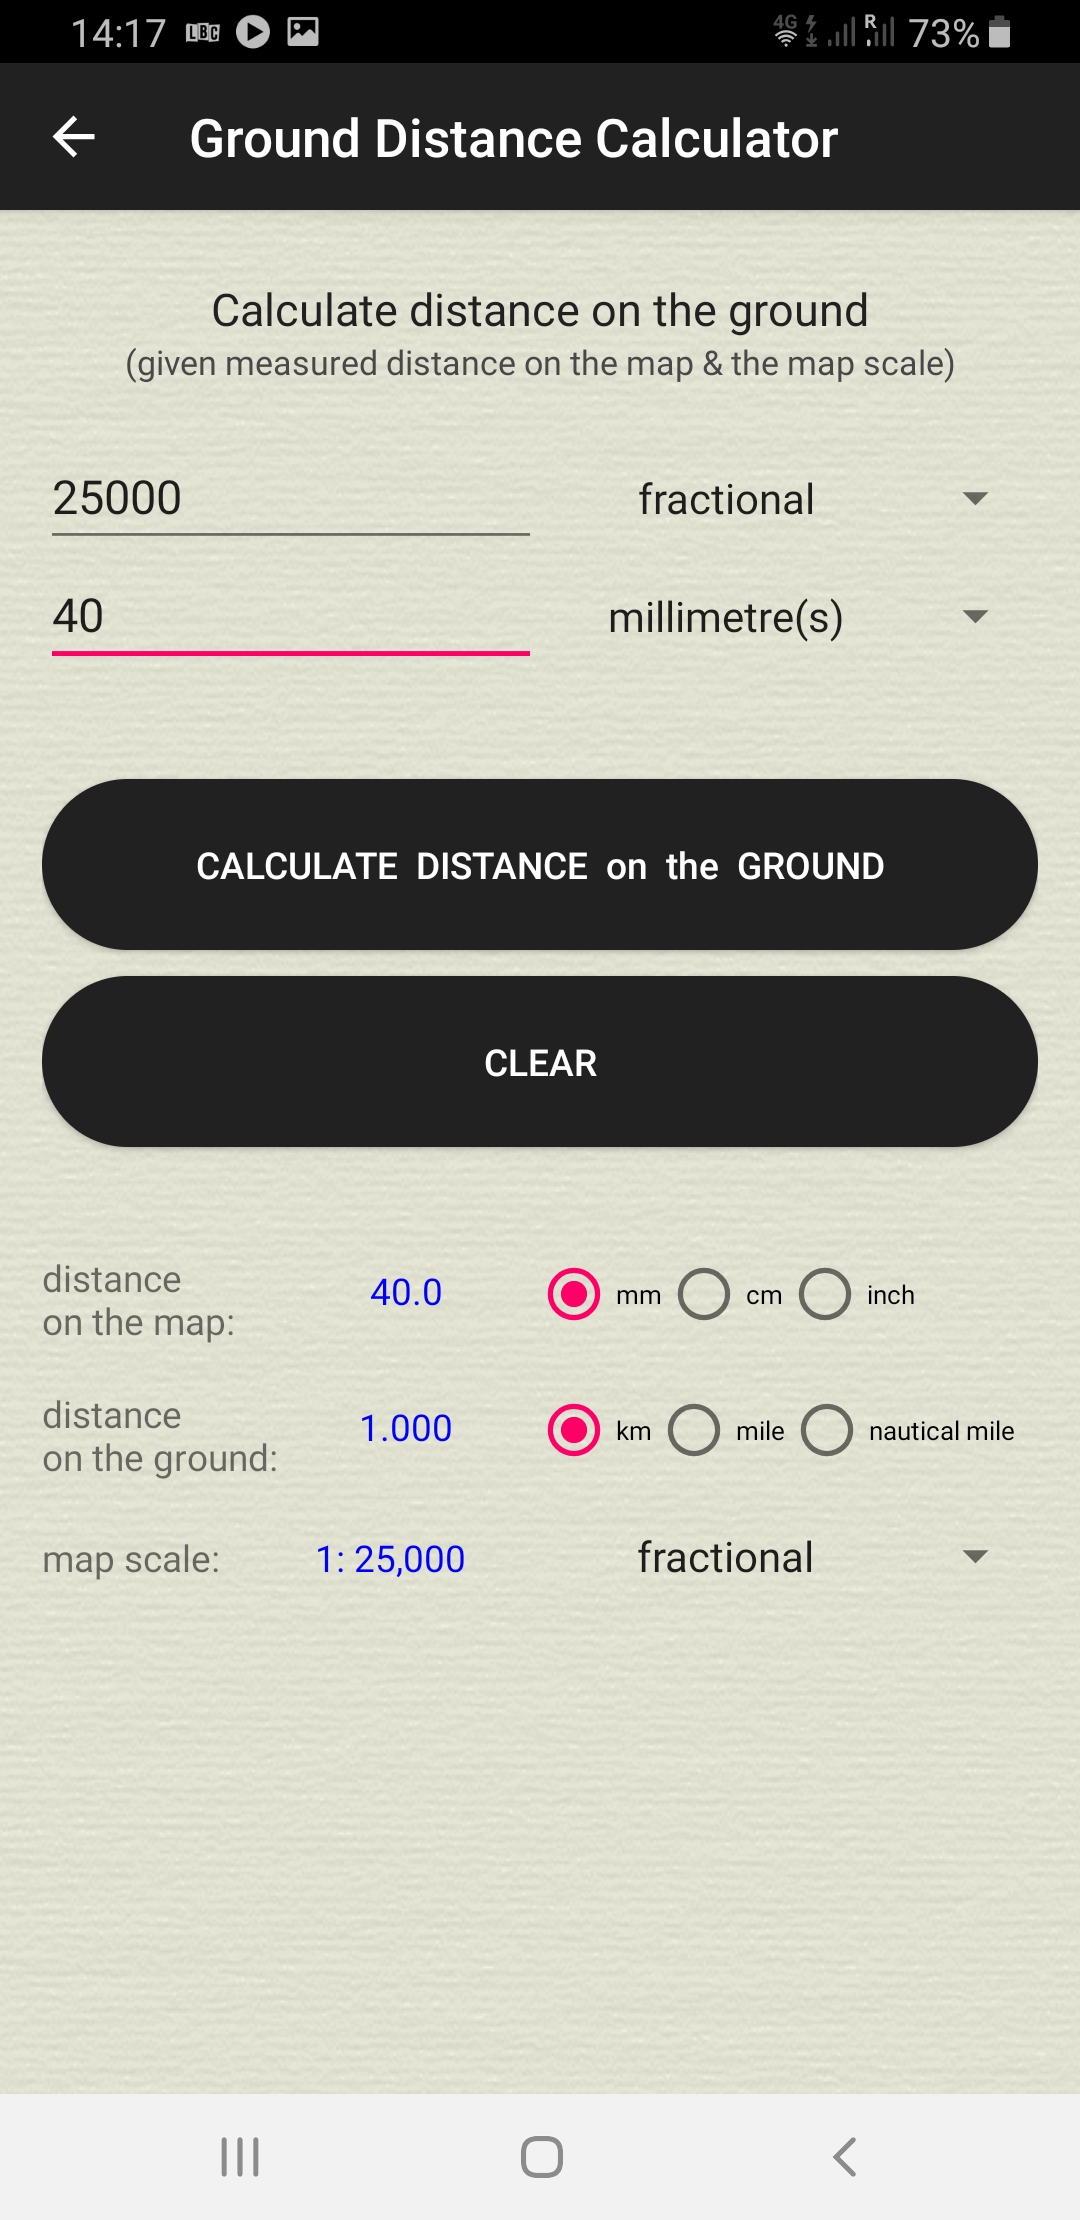 14:17 LBC 4G R 73%
Ground Distance Calculator
Calculate distance on the ground
(given measured distance on the map & the map scale)
25000 fractional
40 millimetre(s)
CALCULATE DISTANCE on the GROUND
CLEAR
distance
on the map: 40.0 mm cm inch
distance
on the ground: 1.000 km mile nautical mile
map scale: 1: 25,000 fractional